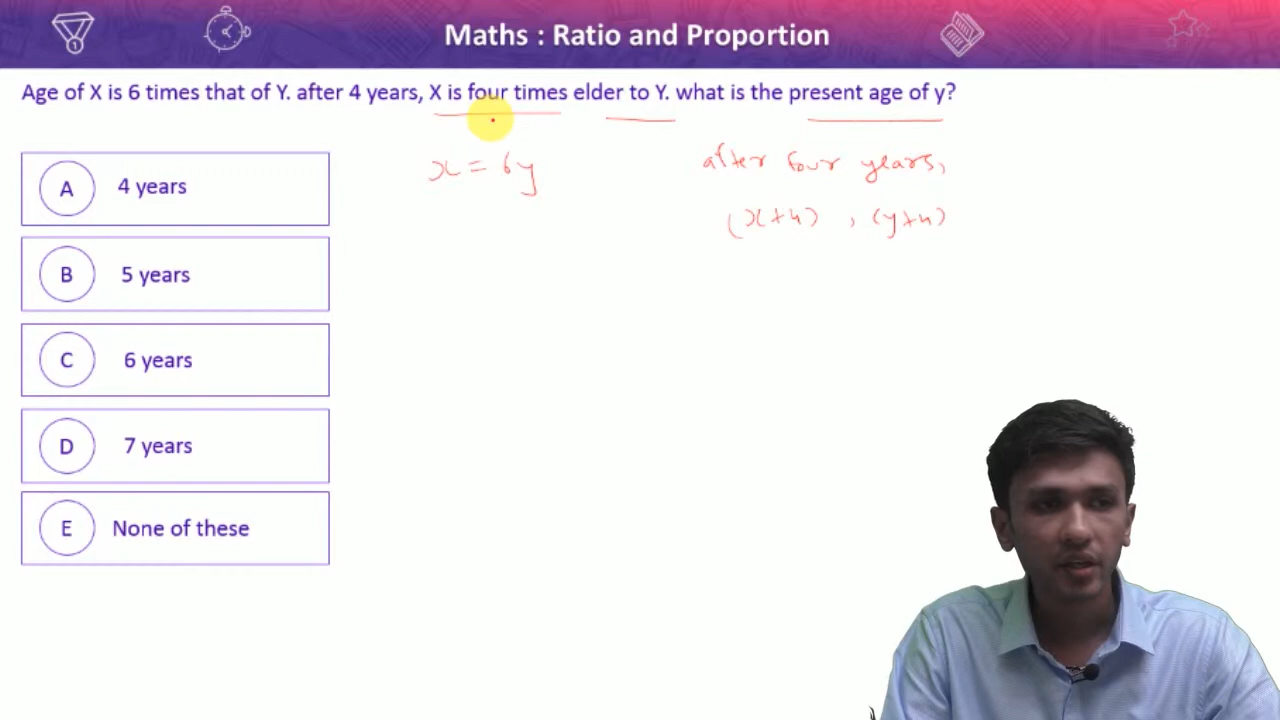 Maths : Ratio and Proportion
Age of X is 6 times that of Y. after 4 years, X is four times elder to Y. what is the present age of y?
x = 6y
after four years,
(x+4) , (y+4)
A 4 years
B 5 years
C 6 years
D 7 years
E None of these